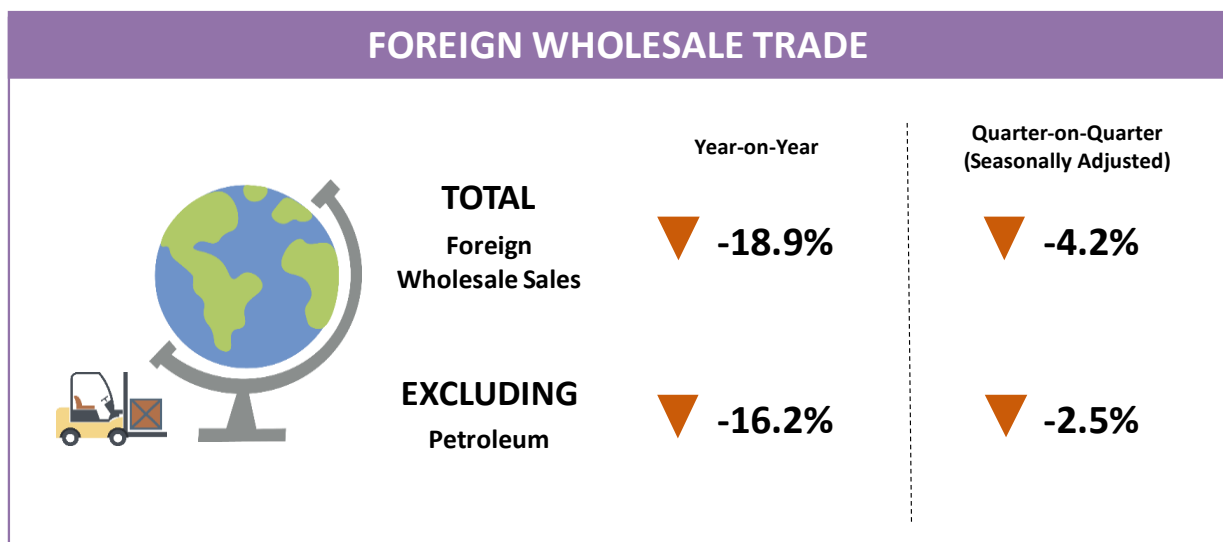 FOREIGN WHOLESALE TRADE
Year-on-Year
Quarter-on-Quarter
(Seasonally Adjusted)
TOTAL
Foreign
Wholesale Sales
-18.9%
-4.2%
EXCLUDING
Petroleum
-16.2%
-2.5%